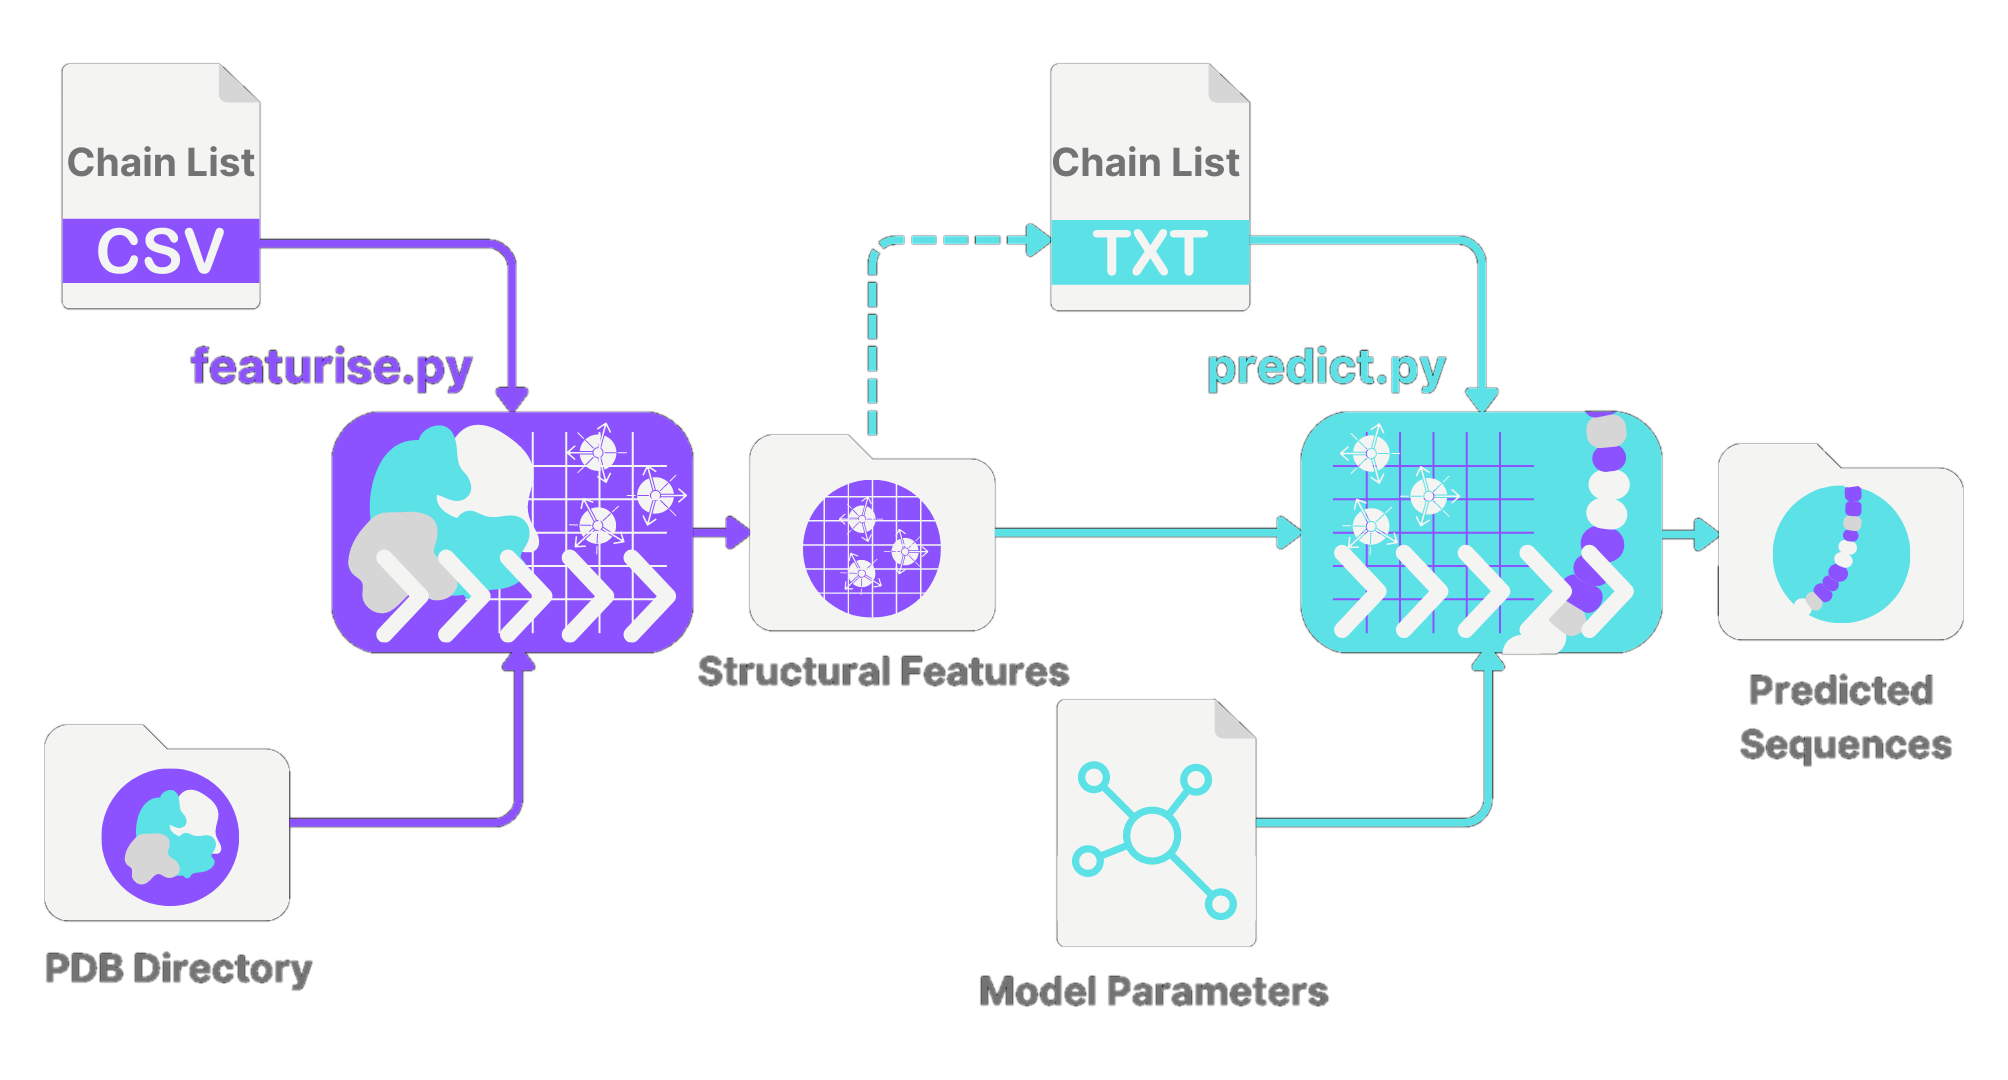 Chain List
CSV
featurise.py
PDB Directory
Structural Features
Chain List
TXT
predict.py
Model Parameters
Predicted
Sequences